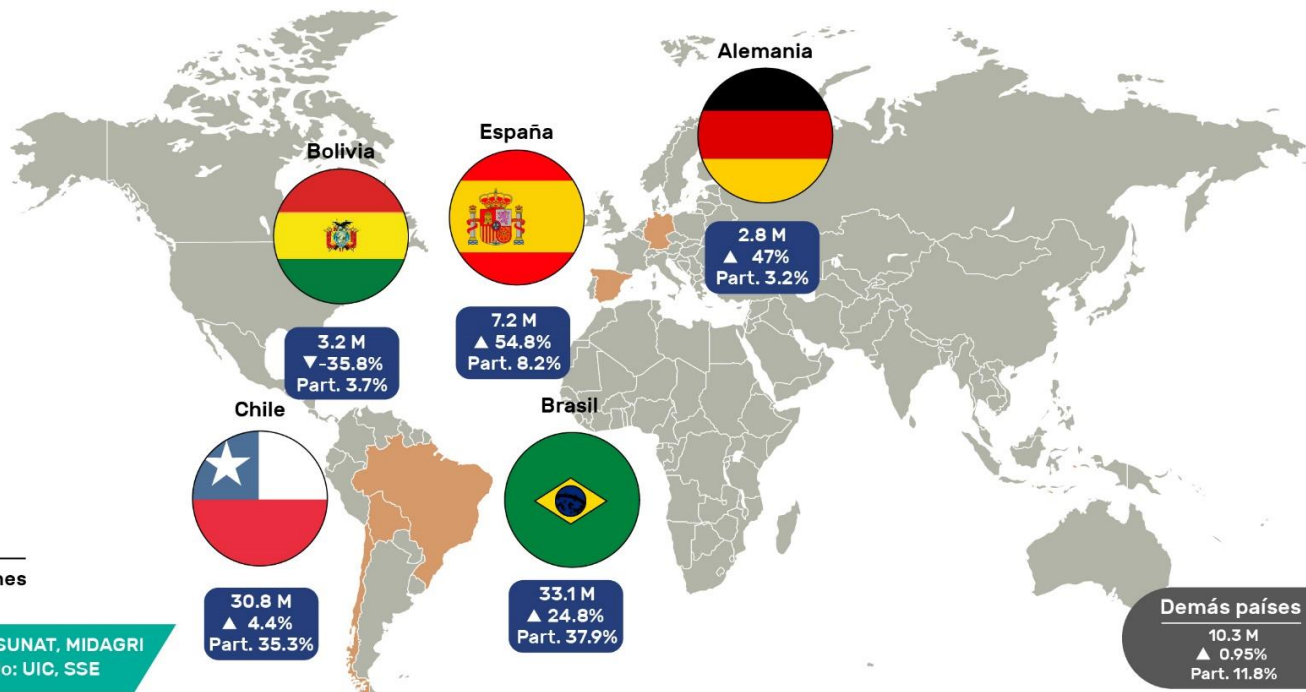 Alemania
2.8 M
▲ 47%
Part. 3.2%
España
7.2 M
▲ 54.8%
Part. 8.2%
Bolivia
3.2 M
▼-35.8%
Part. 3.7%
Chile
30.8 M
▲ 4.4%
Part. 35.3%
Brasil
33.1 M
▲ 24.8%
Part. 37.9%
Demás países
10.3 M
▲ 0.95%
Part. 11.8%
nes
SUNAT, MIDAGRI
o: UIC, SSE